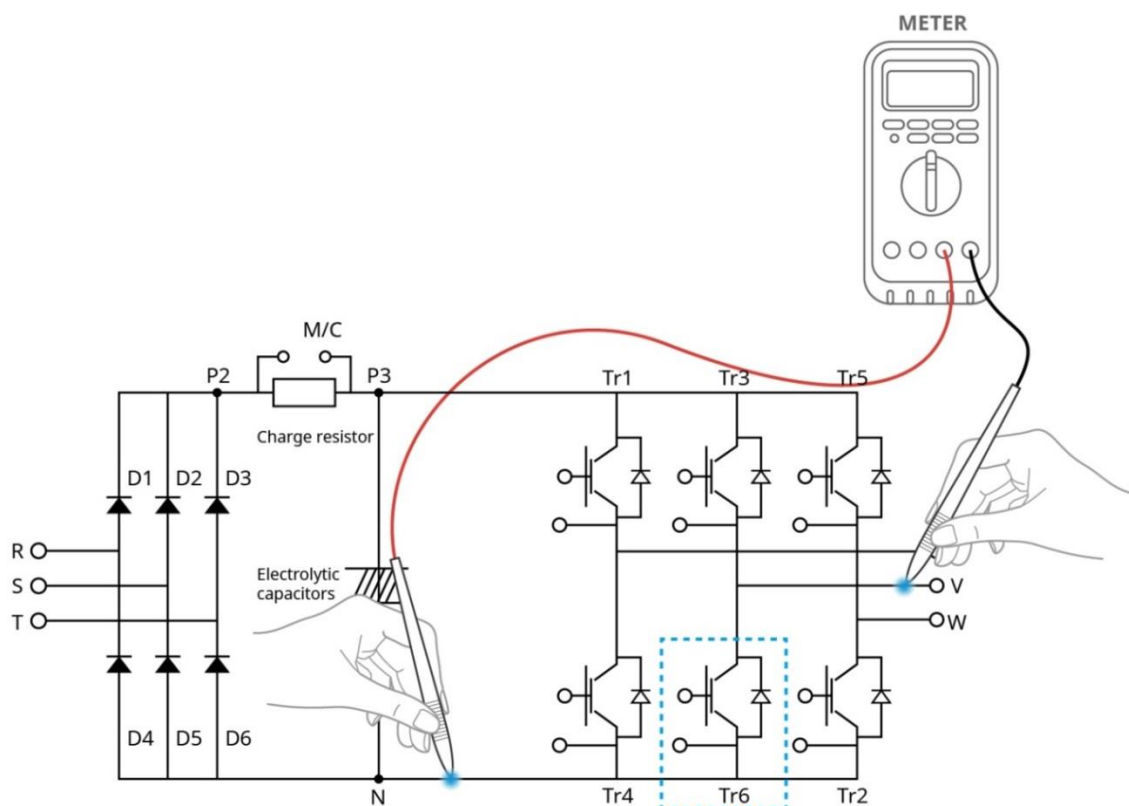 METER
M/C
P2
P3
Tr1
Tr3
Tr5
Charge resistor
D1
D2
D3
R
S
T
Electrolytic
capacitors
V
W
D4
D5
D6
N
Tr4
Tr6
Tr2